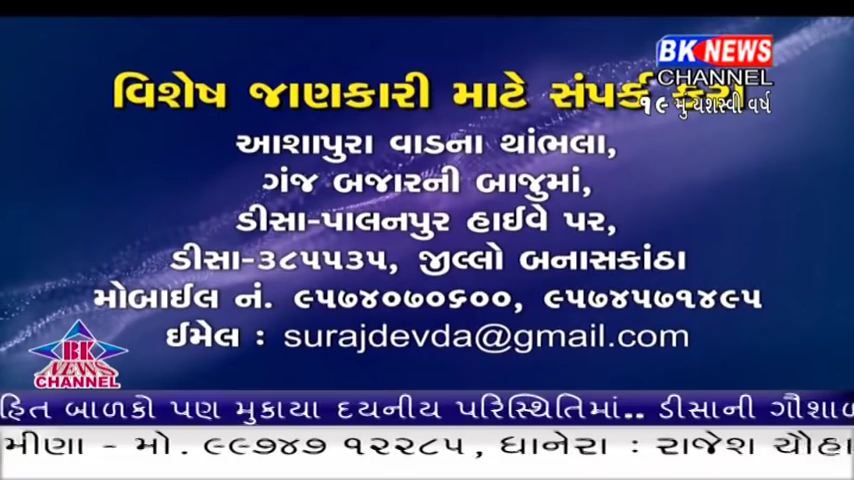 BK NEWS
CHANNEL
૧૯ મુ યશસ્વી વર્ષ
વિશેષ જાણકારી માટે સંપર્ક કરો
આશાપુરા વાડના થાંભલા,
ગંજ બજારની બાજુમાં,
ડીસા-પાલનપુર હાઈવે પર,
ડીસા-૩૮૫૫૩૫, જીલ્લો બનાસકાંઠા
મોબાઈલ નં. ૯૫૭૪૦૭૦૬૦૦, ૯૫૭૪૫૭૧૪૯૫
ઈમેલ : surajdevda@gmail.com
BK
NEWS
CHANNEL
હિત બાળકો પણ મુકાયા દયનીય પરિસ્થિતિમાં.. ડીસાની ગૌશાળ
મીણા - મો. ૯૯૭૪૭ ૧૨૨૮૫, ધાનેરા : રાજેશ ચૌહા